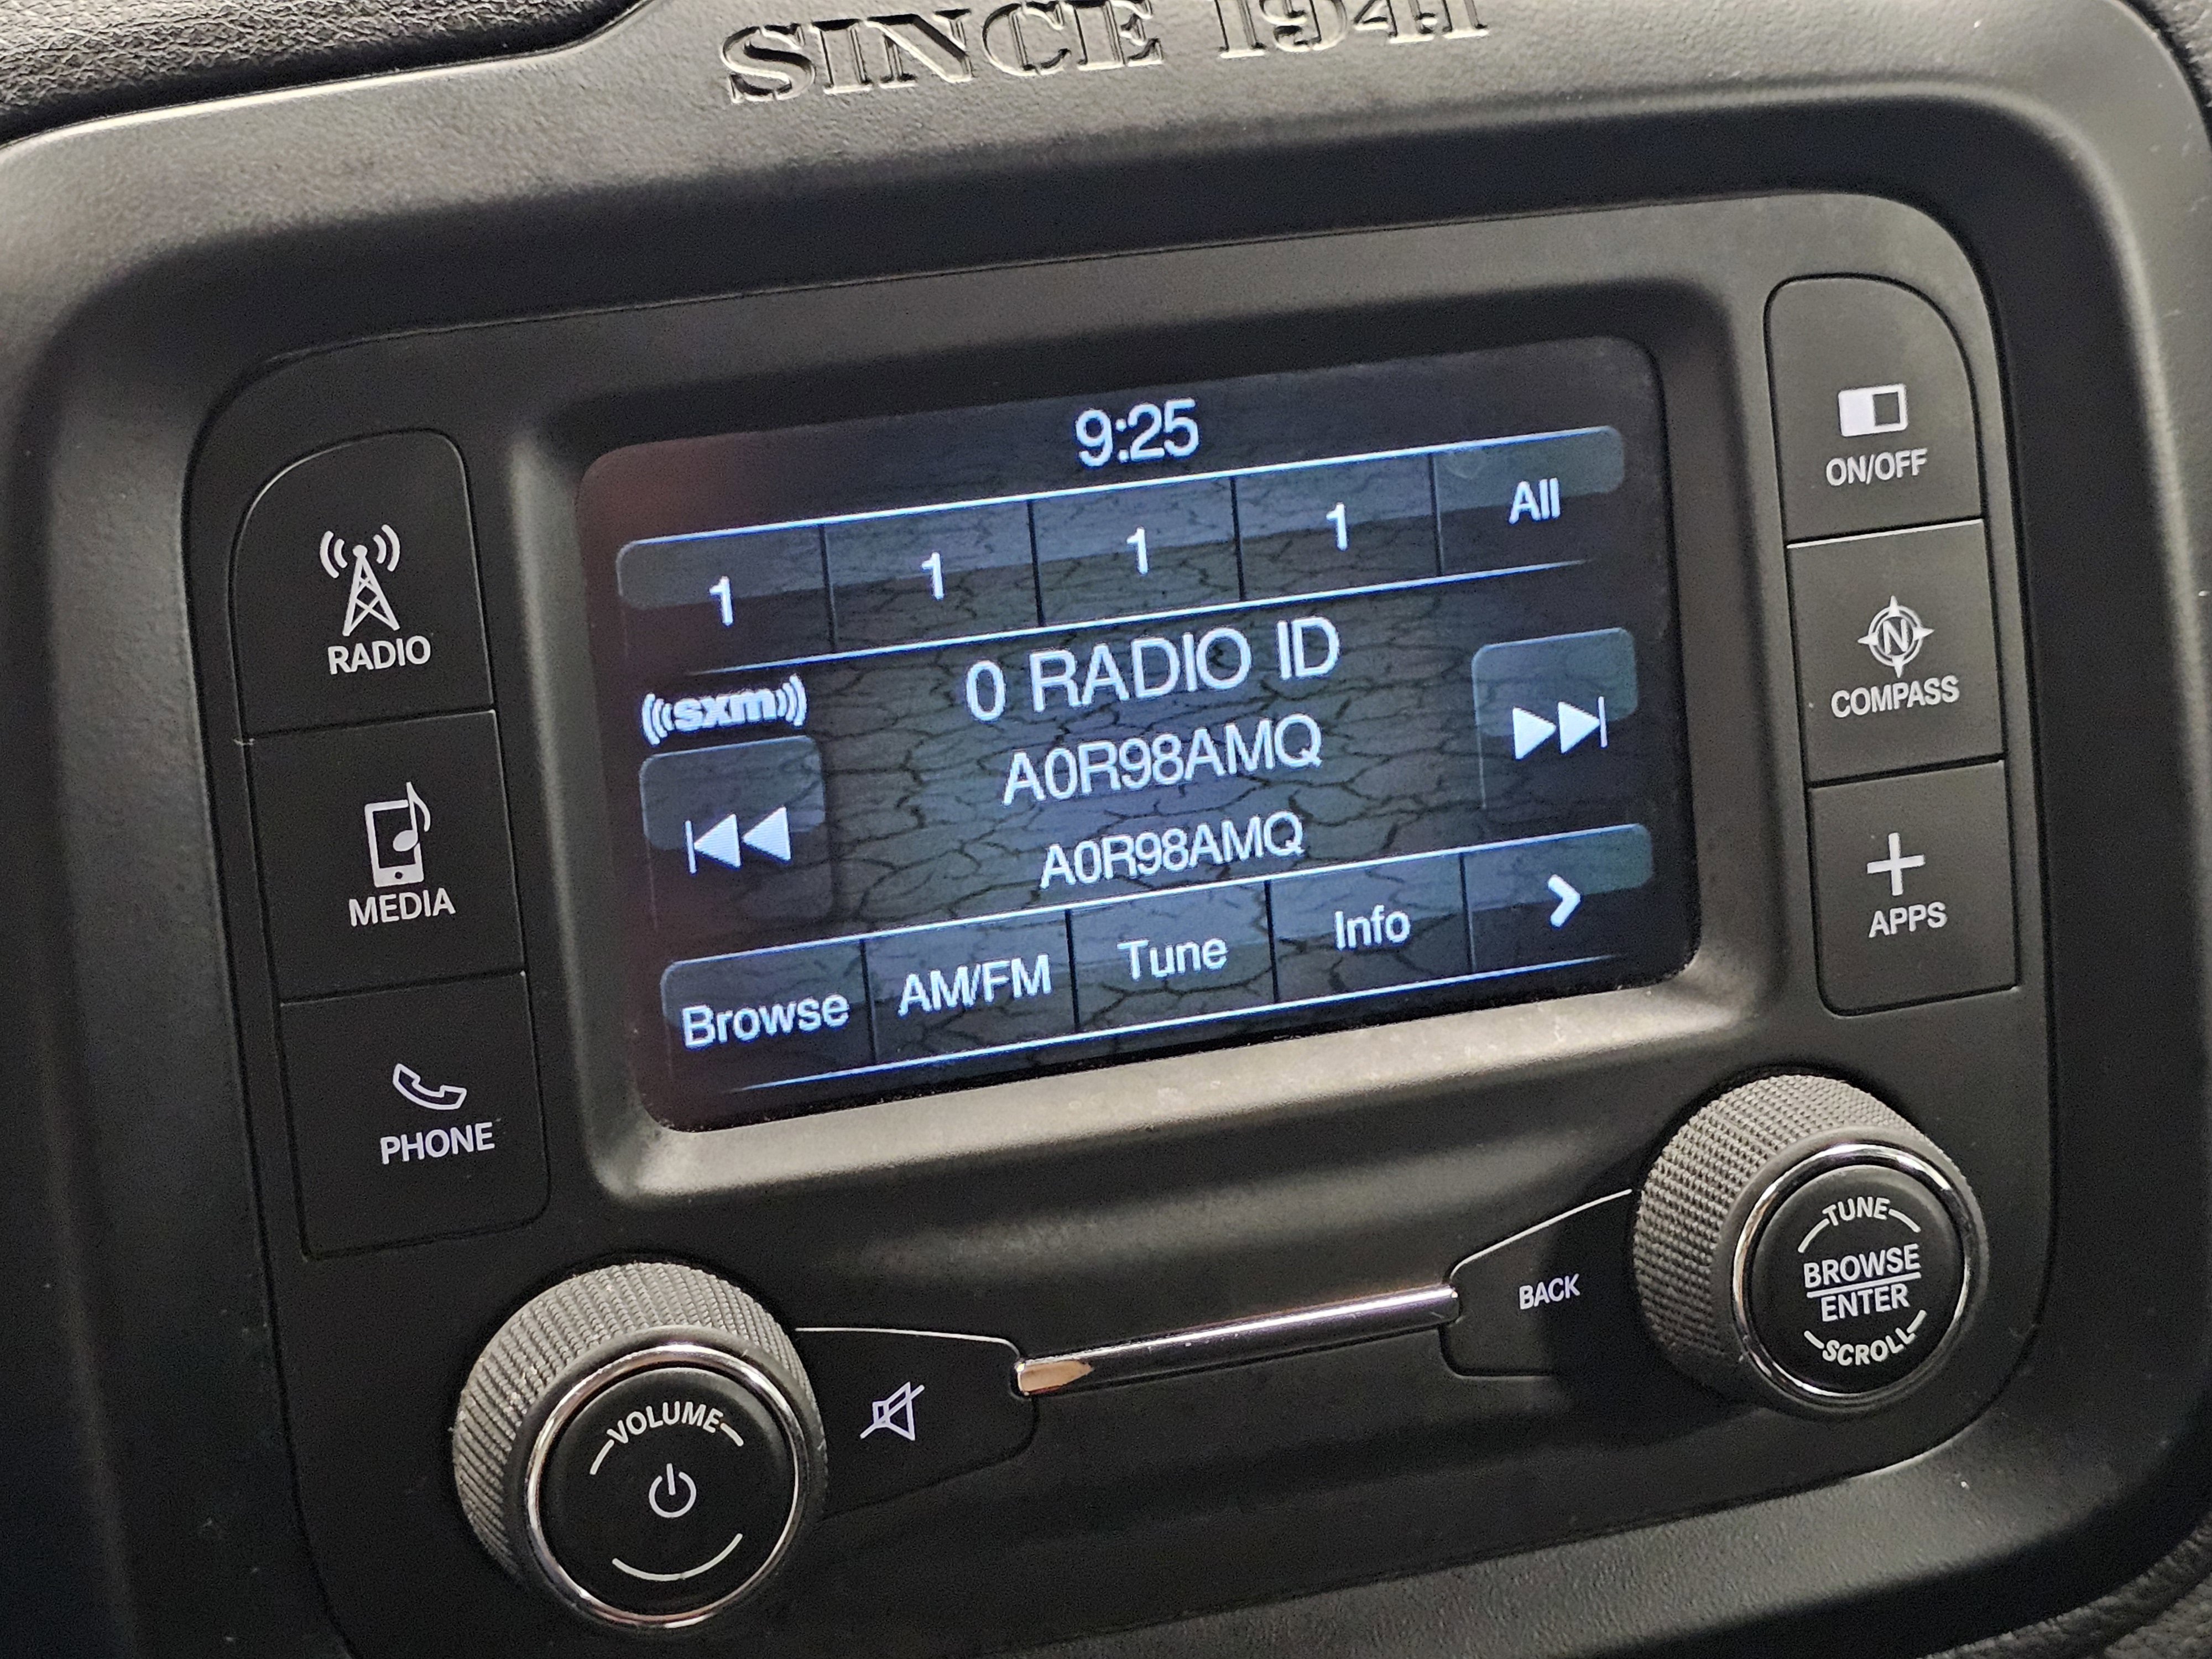 SINCE 1941
9:25
1 1 1 1 All
0 RADIO ID
((sxm))
A0R98AMQ
A0R98AMQ
Browse AM/FM Tune Info
RADIO
MEDIA
PHONE
ON/OFF
N
COMPASS
APPS
VOLUME
BACK
TUNE
BROWSE
ENTER
SCROLL